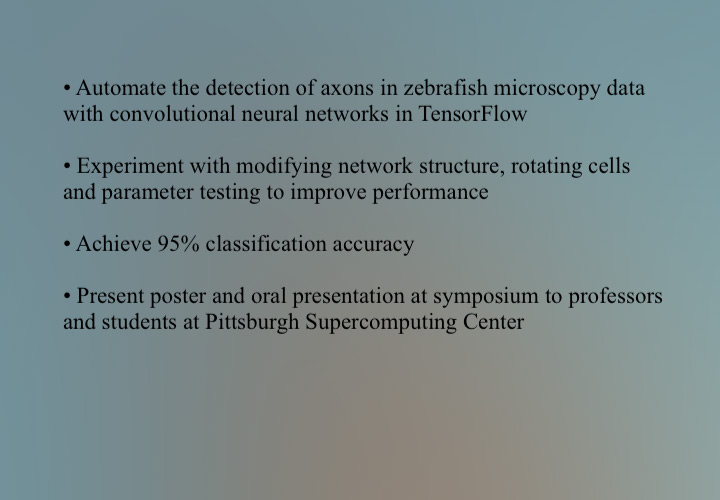 • Automate the detection of axons in zebrafish microscopy data
with convolutional neural networks in TensorFlow
• Experiment with modifying network structure, rotating cells
and parameter testing to improve performance
• Achieve 95% classification accuracy
• Present poster and oral presentation at symposium to professors
and students at Pittsburgh Supercomputing Center